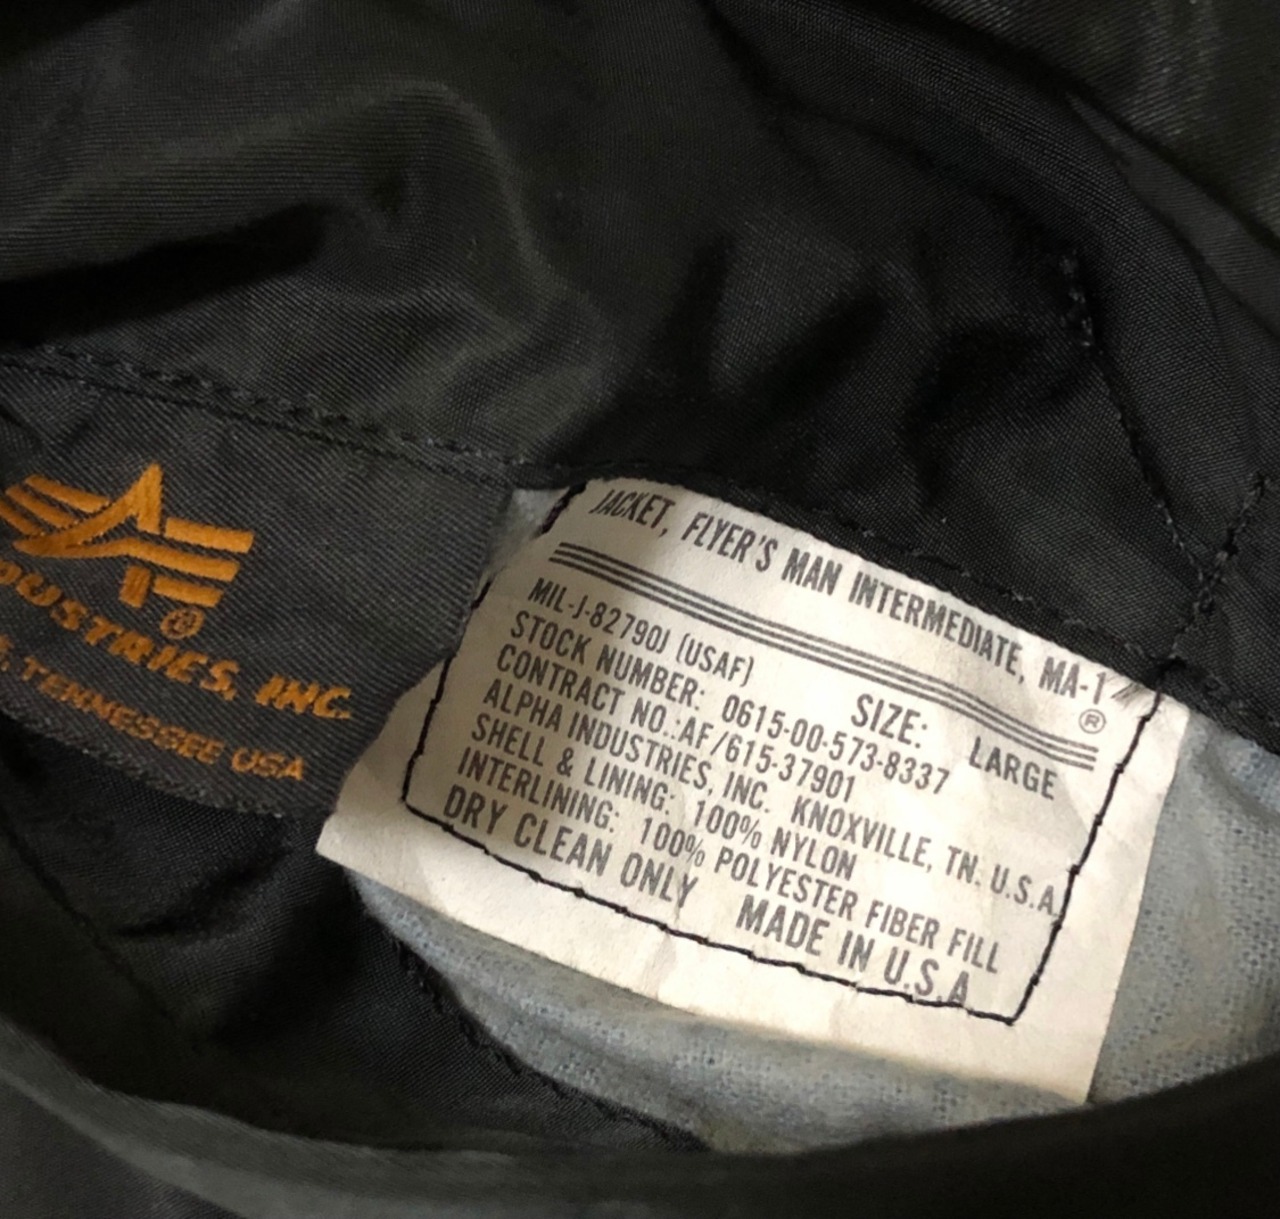 DUSTRIES, INC.
®
, TENNESSEE USA
JACKET, FLYER'S MAN INTERMEDIATE, MA-1
®
MIL-J-82790J (USAF)
SIZE: LARGE
STOCK NUMBER: 0615-00-573-8337
CONTRACT NO.:AF/615-37901
ALPHA INDUSTRIES, INC. KNOXVILLE, TN. U.S.A.
SHELL & LINING: 100% NYLON
INTERLINING: 100% POLYESTER FIBER FILL
DRY CLEAN ONLY MADE IN U.S.A